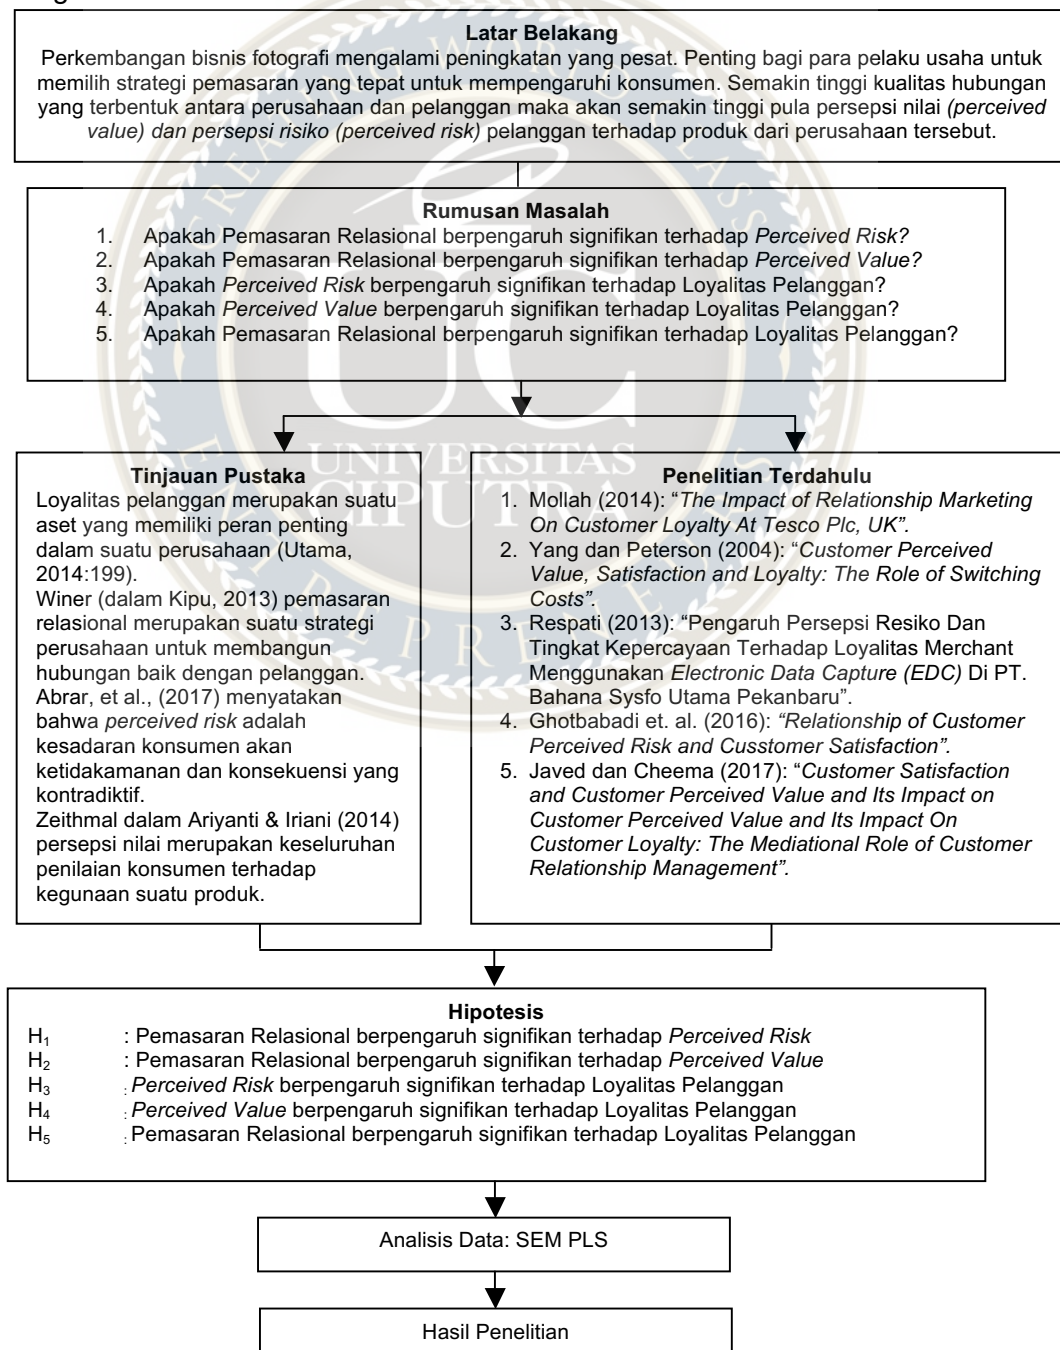 Latar Belakang
Perkembangan bisnis fotografi mengalami peningkatan yang pesat. Penting bagi para pelaku usaha untuk
memilih strategi pemasaran yang tepat untuk mempengaruhi konsumen. Semakin tinggi kualitas hubungan
yang terbentuk antara perusahaan dan pelanggan maka akan semakin tinggi pula persepsi nilai (perceived
value) dan persepsi risiko (perceived risk) pelanggan terhadap produk dari perusahaan tersebut.
Rumusan Masalah
1. Apakah Pemasaran Relasional berpengaruh signifikan terhadap Perceived Risk?
2. Apakah Pemasaran Relasional berpengaruh signifikan terhadap Perceived Value?
3. Apakah Perceived Risk berpengaruh signifikan terhadap Loyalitas Pelanggan?
4. Apakah Perceived Value berpengaruh signifikan terhadap Loyalitas Pelanggan?
5. Apakah Pemasaran Relasional berpengaruh signifikan terhadap Loyalitas Pelanggan?
Tinjauan Pustaka
Loyalitas pelanggan merupakan suatu
aset yang memiliki peran penting
dalam suatu perusahaan (Utama,
2014:199).
Winer (dalam Kipu, 2013) pemasaran
relasional merupakan suatu strategi
perusahaan untuk membangun
hubungan baik dengan pelanggan.
Abrar, et al., (2017) menyatakan
bahwa perceived risk adalah
kesadaran konsumen akan
ketidakamanan dan konsekuensi yang
kontradiktif.
Zeithmal dalam Ariyanti & Iriani (2014)
persepsi nilai merupakan keseluruhan
penilaian konsumen terhadap
kegunaan suatu produk.
Penelitian Terdahulu
1. Mollah (2014): “The Impact of Relationship Marketing
On Customer Loyalty At Tesco Plc, UK”.
2. Yang dan Peterson (2004): “Customer Perceived
Value, Satisfaction and Loyalty: The Role of Switching
Costs”.
3. Respati (2013): “Pengaruh Persepsi Resiko Dan
Tingkat Kepercayaan Terhadap Loyalitas Merchant
Menggunakan Electronic Data Capture (EDC) Di PT.
Bahana Sysfo Utama Pekanbaru”.
4. Ghotbabadi et. al. (2016): “Relationship of Customer
Perceived Risk and Cusstomer Satisfaction”.
5. Javed dan Cheema (2017): “Customer Satisfaction
and Customer Perceived Value and Its Impact on
Customer Perceived Value and Its Impact On
Customer Loyalty: The Mediational Role of Customer
Relationship Management”.
Hipotesis
H1 : Pemasaran Relasional berpengaruh signifikan terhadap Perceived Risk
H2 : Pemasaran Relasional berpengaruh signifikan terhadap Perceived Value
H3 : Perceived Risk berpengaruh signifikan terhadap Loyalitas Pelanggan
H4 : Perceived Value berpengaruh signifikan terhadap Loyalitas Pelanggan
H5 : Pemasaran Relasional berpengaruh signifikan terhadap Loyalitas Pelanggan
Analisis Data: SEM PLS
Hasil Penelitian
CREATING WORLD CLASS
UC
UNIVERSITAS
CIPUTRA
ENTREPRENEURS